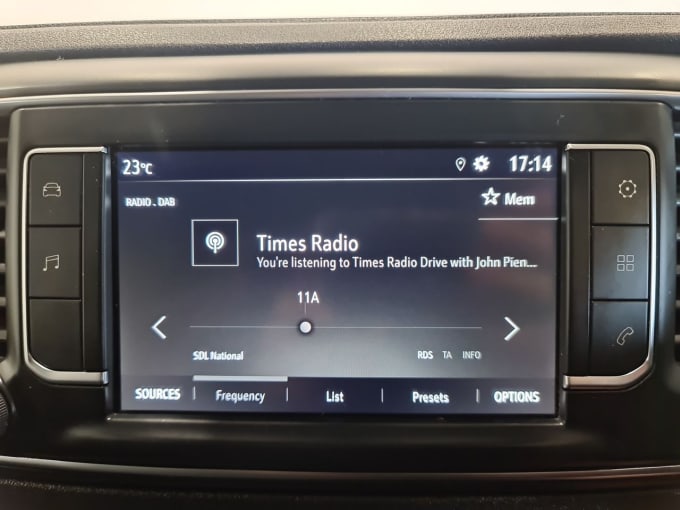 23°C 17:14
RADIO . DAB Mem
Times Radio
You're listening to Times Radio Drive with John Pien....
11A
SDL National RDS TA INFO
SOURCES Frequency List Presets OPTIONS